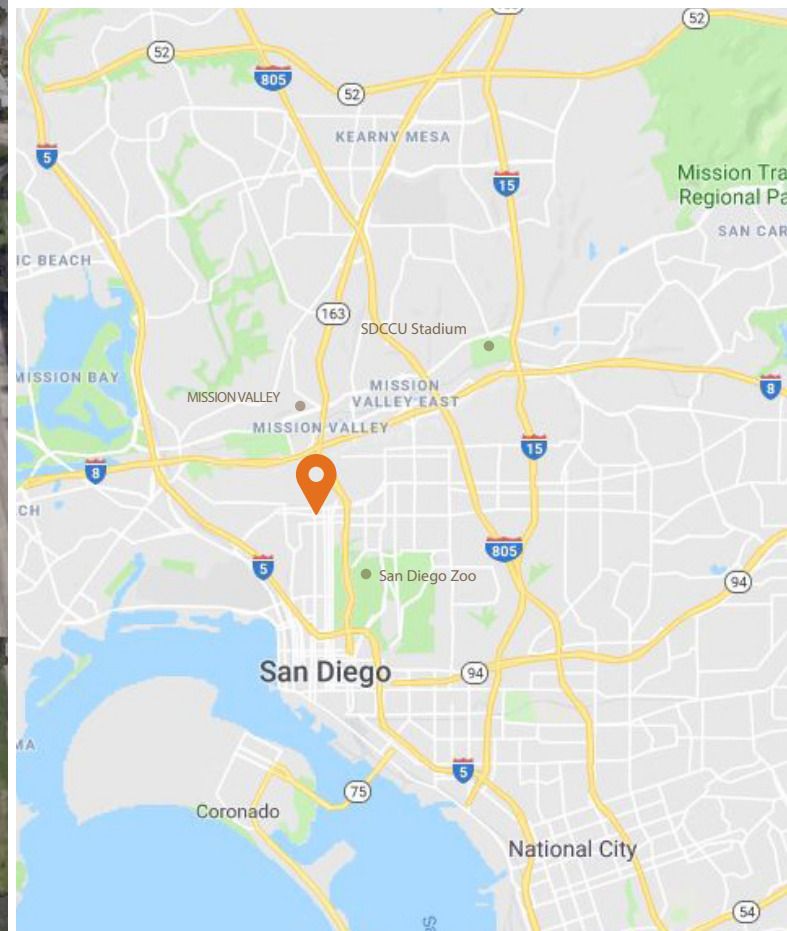 52
52
805
52
KEARNY MESA
5
15
Mission Tra
Regional Pa
SAN CAR
IC BEACH
163
SDCCU Stadium
MISSION BAY
MISSION VALLEY
MISSION
VALLEY EAST
8
MISSION VALLEY
15
8
CH
805
5
San Diego Zoo
94
San Diego
94
MA
5
75
Coronado
National City
54